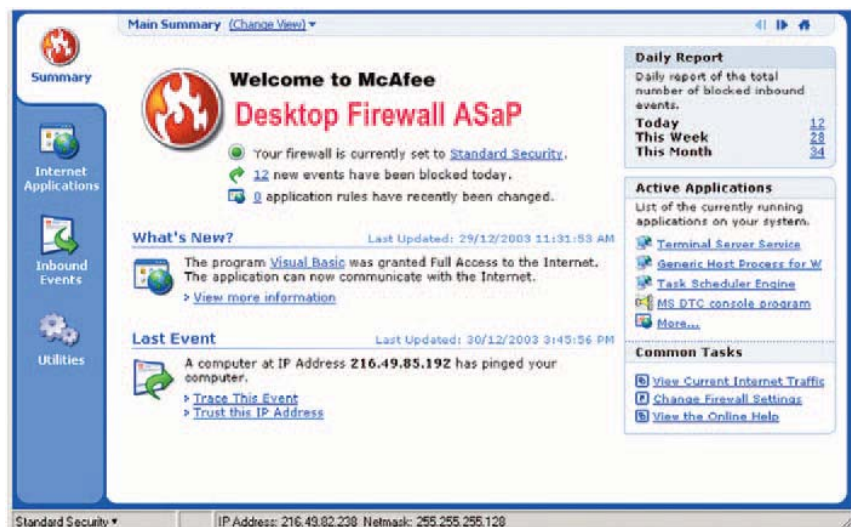 Main Summary (Change View)
Summary
Internet
Applications
Inbound
Events
Utilities
Welcome to McAfee
Desktop Firewall ASaP
Your firewall is currently set to Standard Security.
12 new events have been blocked today.
0 application rules have recently been changed.
What's New? Last Updated: 29/12/2003 11:31:53 AM
The program Visual Basic was granted Full Access to the Internet.
The application can now communicate with the Internet.
View more information
Last Event Last Updated: 30/12/2003 3:45:56 PM
A computer at IP Address 216.49.85.192 has pinged your
computer.
Trace This Event
Trust this IP Address
Daily Report
Daily report of the total
number of blocked inbound
events.
Today 12
This Week 28
This Month 34
Active Applications
List of the currently running
applications on your system.
Terminal Server Service
Generic Host Process for W
Task Scheduler Engine
MS DTC console program
More...
Common Tasks
View Current Internet Traffic
Change Firewall Settings
View the Online Help
Standard Security IP Address: 216.49.82.238 Netmask: 255.255.255.128